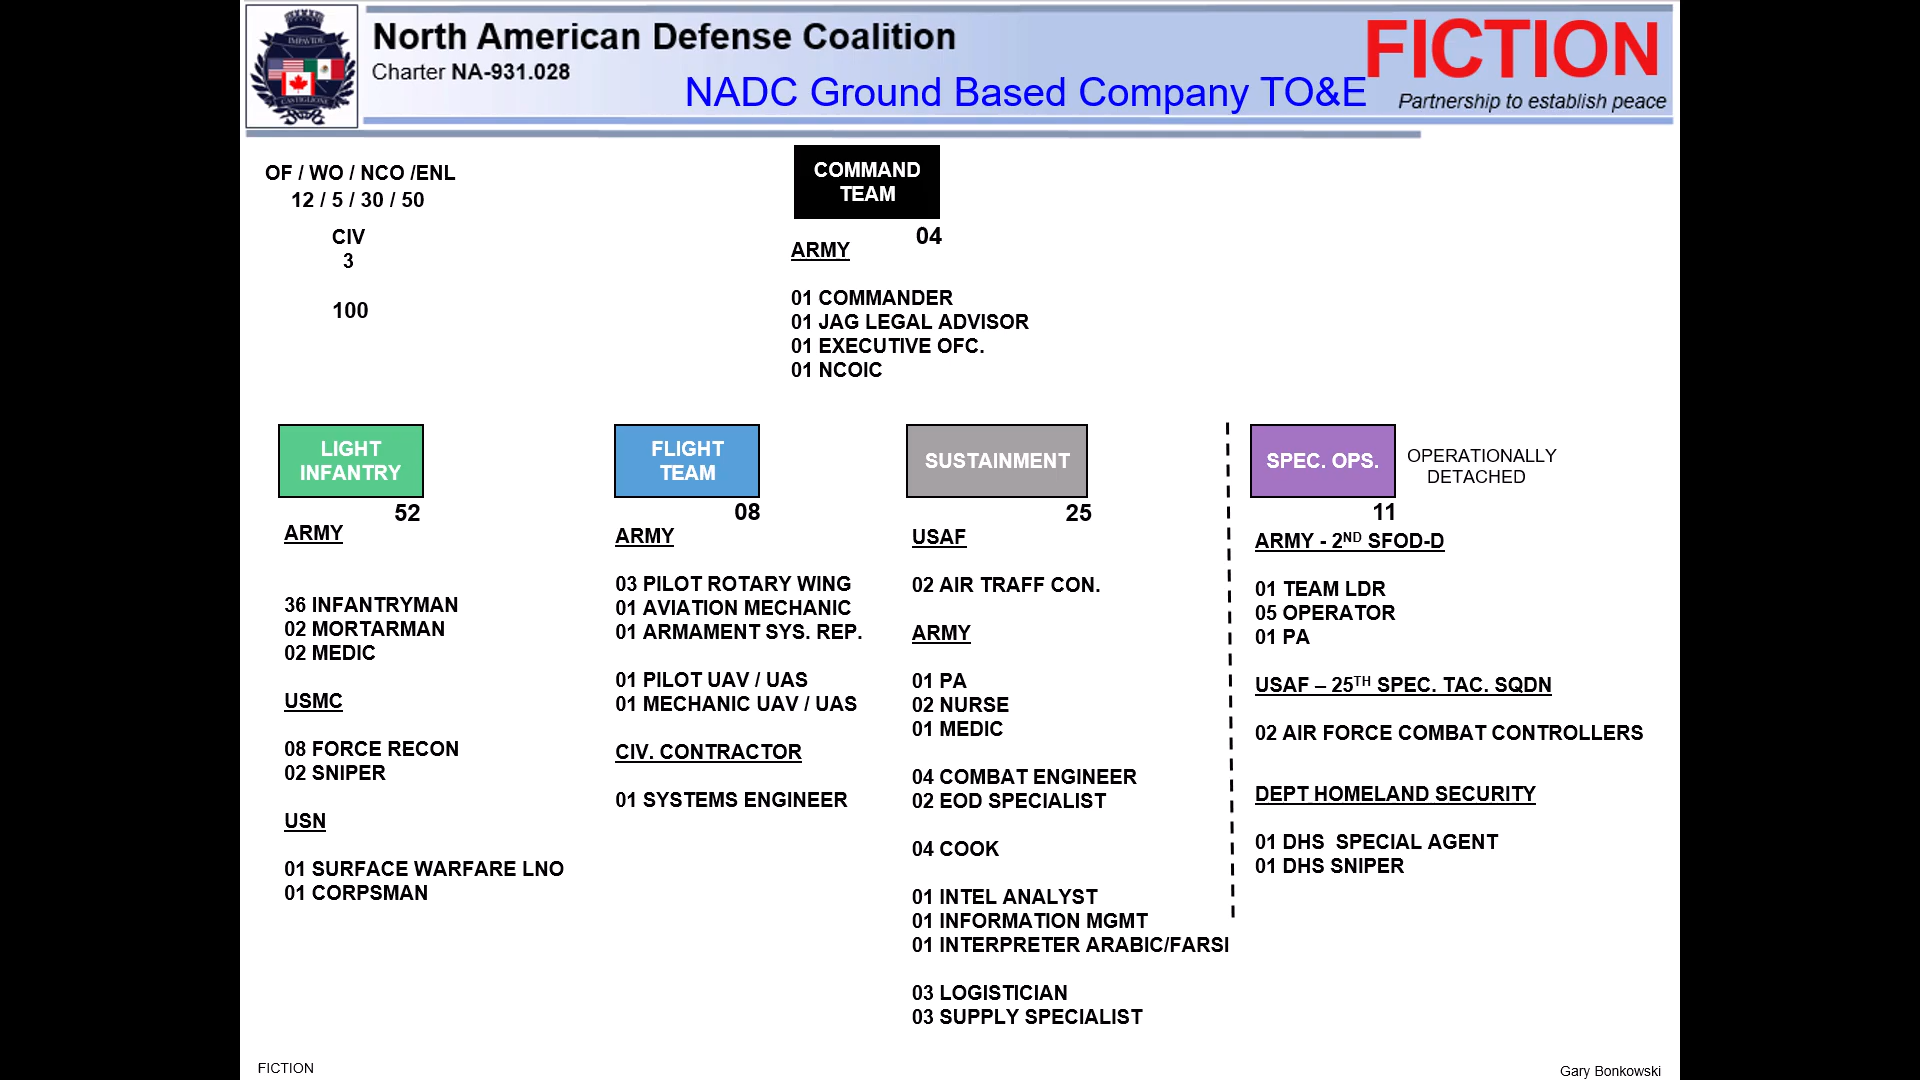 IMPAVIDE
CASTIGLIONE
North American Defense Coalition
Charter NA-931.028
NADC Ground Based Company TO&E
FICTION
Partnership to establish peace
OF / WO / NCO /ENL
12 / 5 / 30 / 50
CIV
3
100
COMMAND
TEAM
04
ARMY
01 COMMANDER
01 JAG LEGAL ADVISOR
01 EXECUTIVE OFC.
01 NCOIC
LIGHT
INFANTRY
52
ARMY
36 INFANTRYMAN
02 MORTARMAN
02 MEDIC
USMC
08 FORCE RECON
02 SNIPER
USN
01 SURFACE WARFARE LNO
01 CORPSMAN
FLIGHT
TEAM
08
ARMY
03 PILOT ROTARY WING
01 AVIATION MECHANIC
01 ARMAMENT SYS. REP.
01 PILOT UAV / UAS
01 MECHANIC UAV / UAS
CIV. CONTRACTOR
01 SYSTEMS ENGINEER
SUSTAINMENT
25
USAF
02 AIR TRAFF CON.
ARMY
01 PA
02 NURSE
01 MEDIC
04 COMBAT ENGINEER
02 EOD SPECIALIST
04 COOK
01 INTEL ANALYST
01 INFORMATION MGMT
01 INTERPRETER ARABIC/FARSI
03 LOGISTICIAN
03 SUPPLY SPECIALIST
SPEC. OPS.
OPERATIONALLY
DETACHED
11
ARMY - 2ND SFOD-D
01 TEAM LDR
05 OPERATOR
01 PA
USAF – 25TH SPEC. TAC. SQDN
02 AIR FORCE COMBAT CONTROLLERS
DEPT HOMELAND SECURITY
01 DHS  SPECIAL AGENT
01 DHS SNIPER
FICTION
Gary Bonkowski